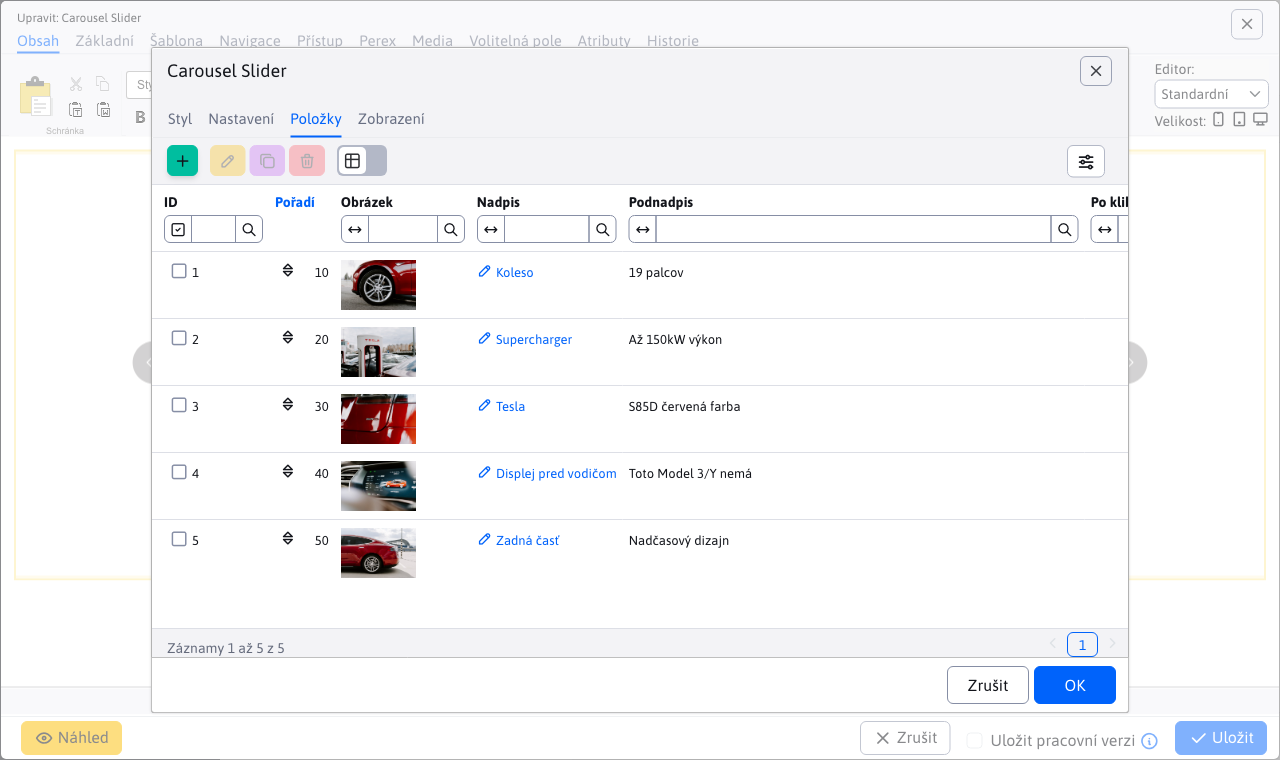 Upravit: Carousel Slider
Obsah Základní Šablona Navigace Přístup Perex Media Volitelná pole Atributy Historie
Schránka
Sty
B
Editor:
Standardní
Velikost:
Carousel Slider
Styl Nastavení Položky Zobrazení
ID Pořadí Obrázek Nadpis Podnadpis Po klik
1 10 Koleso 19 palcov
2 20 Supercharger Až 150kW výkon
3 30 Tesla S85D červená farba
4 40 Displej pred vodičom Toto Model 3/Y nemá
5 50 Zadná časť Nadčasový dizajn
Záznamy 1 až 5 z 5
1
Zrušit OK
Náhled Zrušit Uložit pracovní verzi Uložit